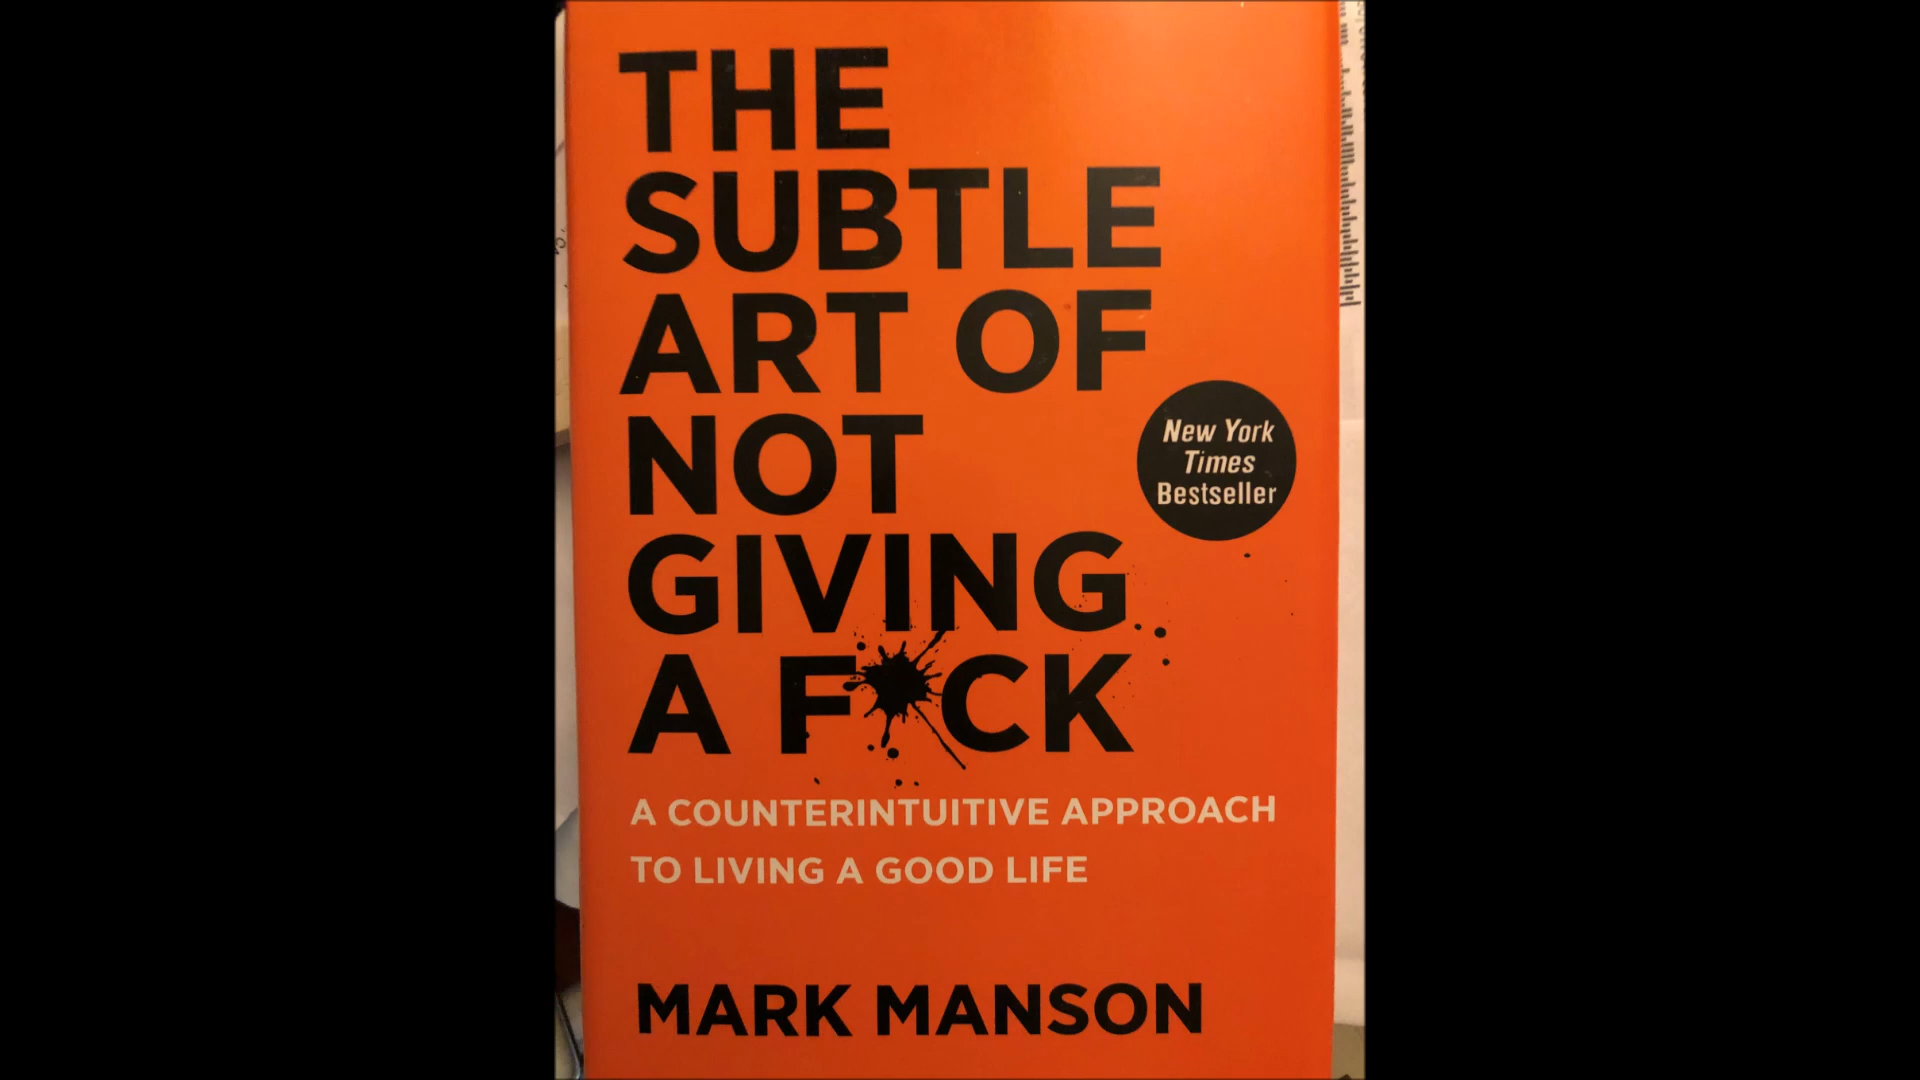 THE
SUBTLE
ART OF
NOT
GIVING
A F*CK
New York
Times
Bestseller
A COUNTERINTUITIVE APPROACH
TO LIVING A GOOD LIFE
MARK MANSON